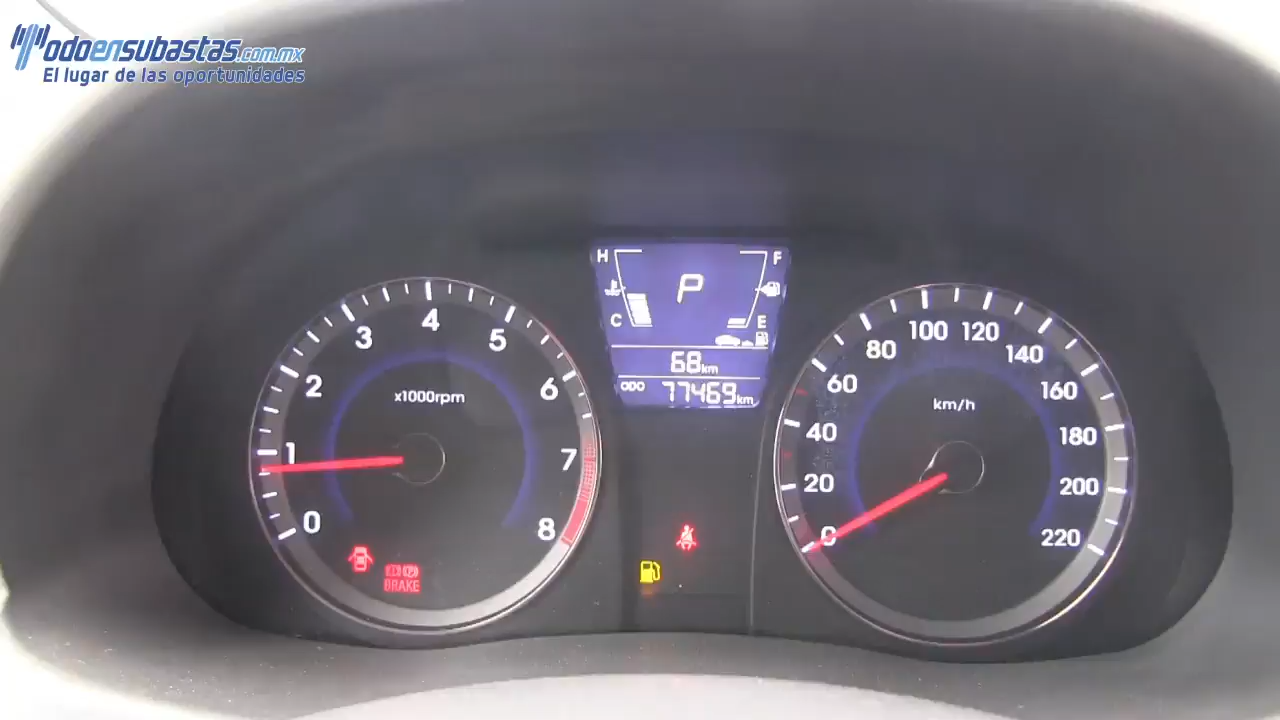 Todoensubastas.com.mx
El lugar de las oportunidades
H F
P
C E
68km
ODO 77469km
0 1 2 3 4 5 6 7 8
x1000rpm
BRAKE
0 20 40 60 80 100 120 140 160 180 200 220
km/h